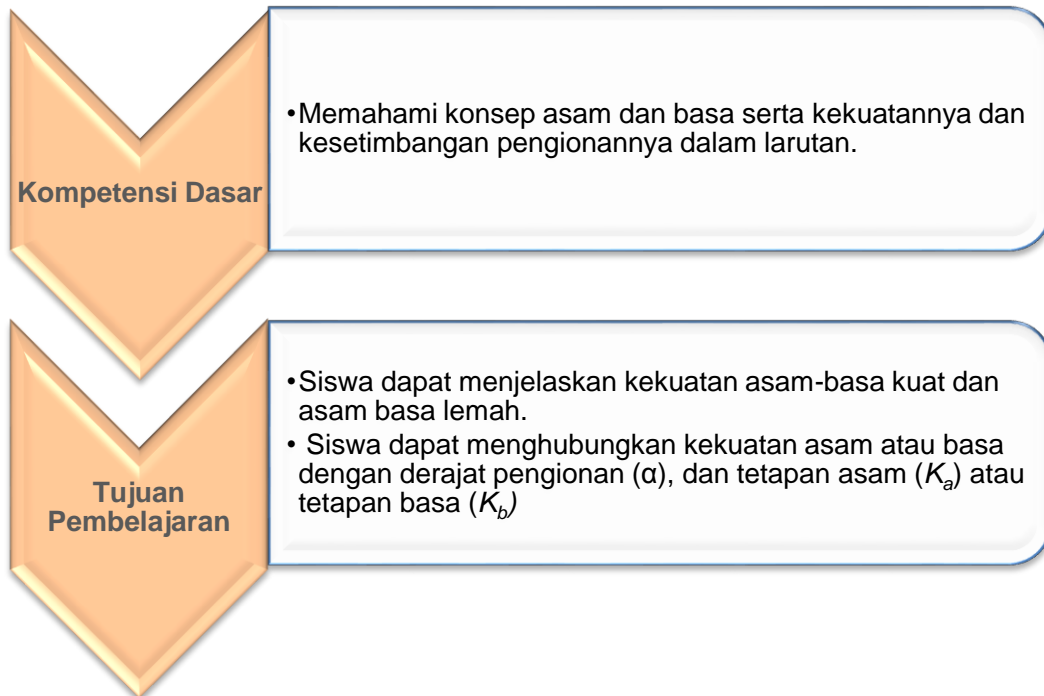 Kompetensi Dasar
•Memahami konsep asam dan basa serta kekuatannya dan
kesetimbangan pengionannya dalam larutan.
Tujuan
Pembelajaran
•Siswa dapat menjelaskan kekuatan asam-basa kuat dan
asam basa lemah.
• Siswa dapat menghubungkan kekuatan asam atau basa
dengan derajat pengionan (α), dan tetapan asam (Kₐ) atau
tetapan basa (K_b)